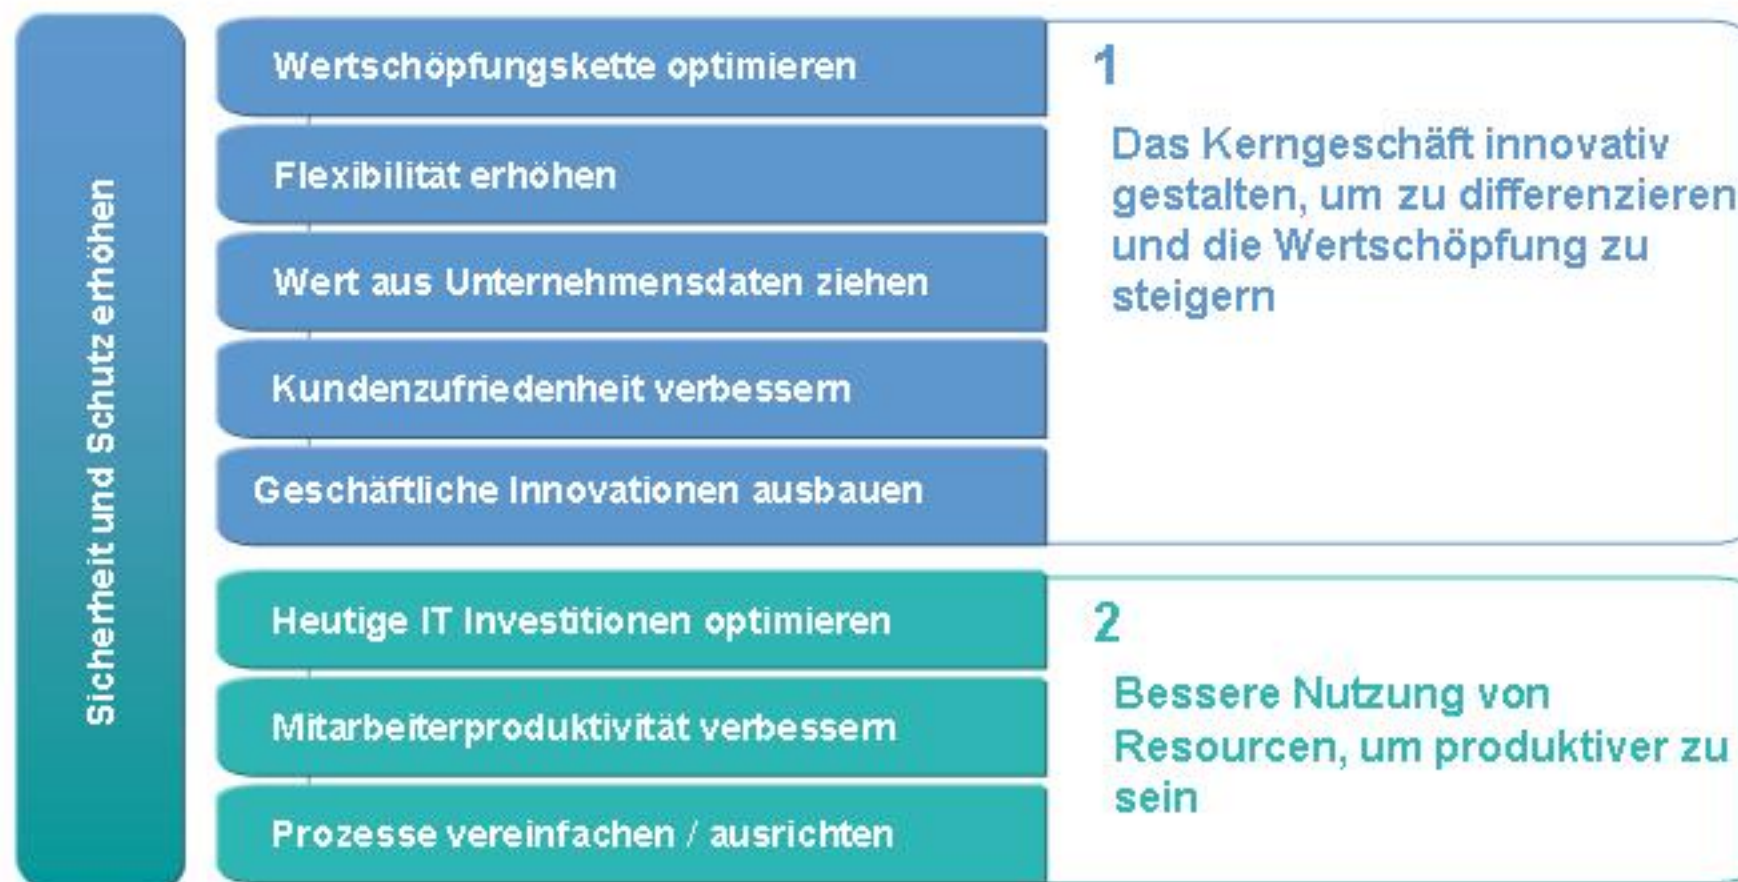 Sicherheit und Schutz erhöhen
Wertschöpfungskette optimieren
Flexibilität erhöhen
Wert aus Unternehmensdaten ziehen
Kundenzufriedenheit verbessern
Geschäftliche Innovationen ausbauen
1
Das Kerngeschäft innovativ
gestalten, um zu differenzieren
und die Wertschöpfung zu
steigern
Heutige IT Investitionen optimieren
Mitarbeiterproduktivität verbessern
Prozesse vereinfachen / ausrichten
2
Bessere Nutzung von
Resourcen, um produktiver zu
sein